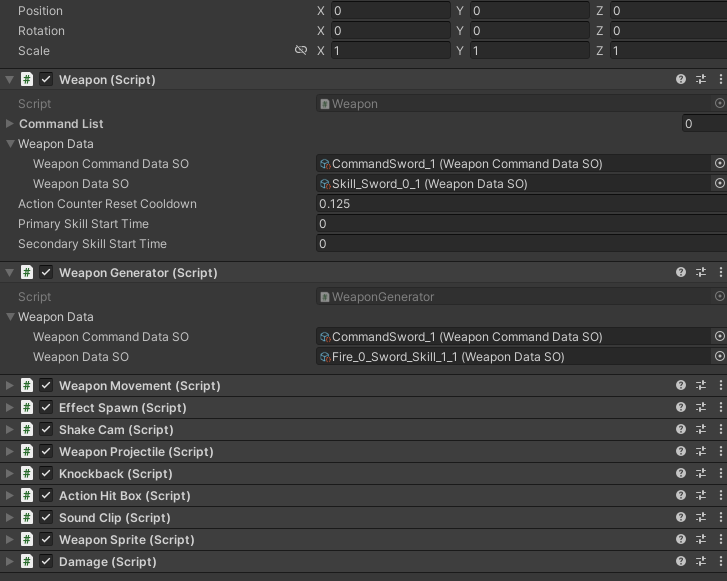 Position X 0 Y 0 Z 0
Rotation X 0 Y 0 Z 0
Scale X 1 Y 1 Z 1
# Weapon (Script)
Script # Weapon
Command List 0
Weapon Data
Weapon Command Data SO CommandSword_1 (Weapon Command Data SO)
Weapon Data SO Skill_Sword_0_1 (Weapon Data SO)
Action Counter Reset Cooldown 0.125
Primary Skill Start Time 0
Secondary Skill Start Time 0
# Weapon Generator (Script)
Script # WeaponGenerator
Weapon Data
Weapon Command Data SO CommandSword_1 (Weapon Command Data SO)
Weapon Data SO Fire_0_Sword_Skill_1_1 (Weapon Data SO)
# Weapon Movement (Script)
# Effect Spawn (Script)
# Shake Cam (Script)
# Weapon Projectile (Script)
# Knockback (Script)
# Action Hit Box (Script)
# Sound Clip (Script)
# Weapon Sprite (Script)
# Damage (Script)